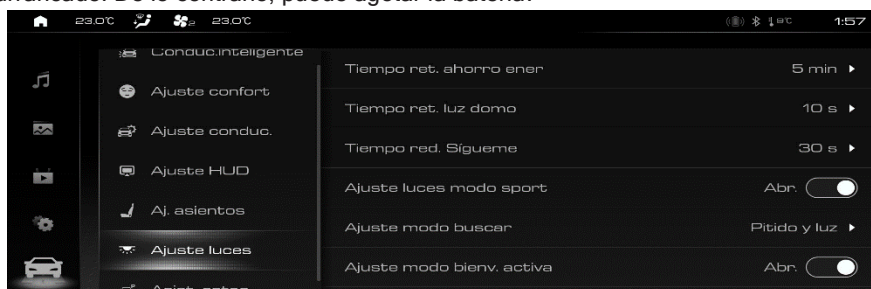 arrancado. De lo contrario, puede agotar la batería.
23.0℃ 2 23.0℃ 1:57
Conduc.inteligente
Ajuste confort
Ajuste conduc.
Ajuste HUD
Aj. asientos
Ajuste luces
Tiempo ret. ahorro ener 5 min
Tiempo ret. luz domo 10 s
Tiempo red. Sígueme 30 s
Ajuste luces modo sport Abr.
Ajuste modo buscar Pitido y luz
Ajuste modo bienv. activa Abr.